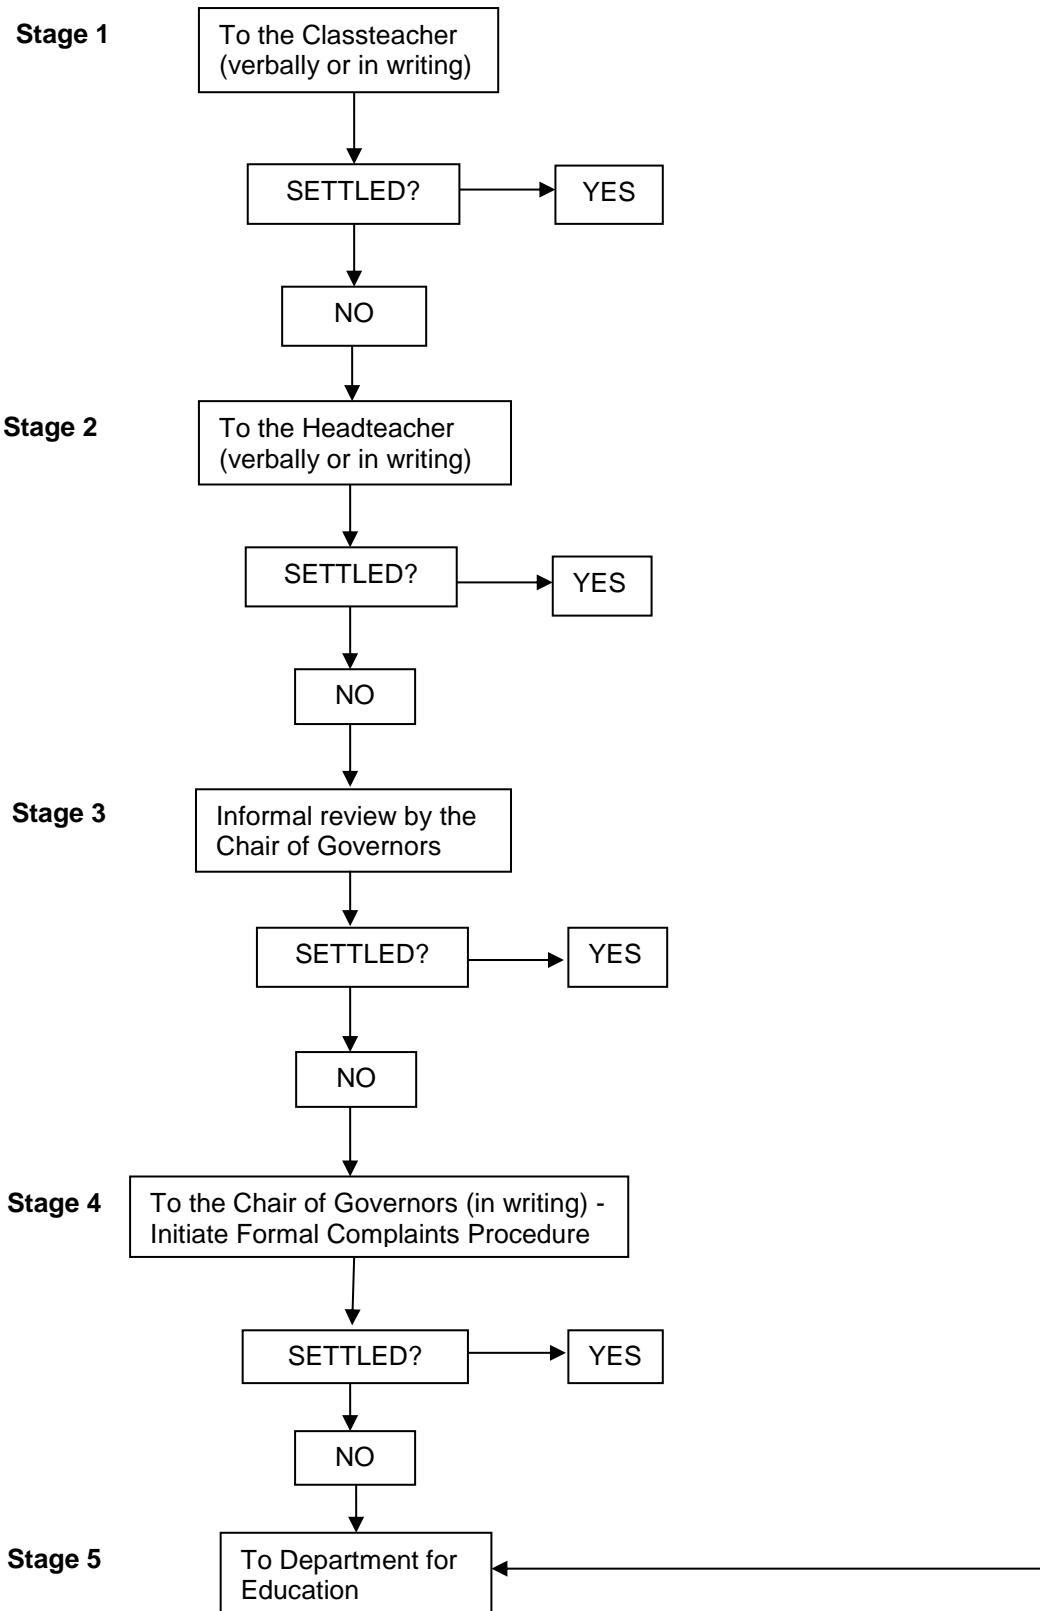 Stage 1
To the Classteacher
(verbally or in writing)
SETTLED?
YES
NO
Stage 2
To the Headteacher
(verbally or in writing)
SETTLED?
YES
NO
Stage 3
Informal review by the
Chair of Governors
SETTLED?
YES
NO
Stage 4
To the Chair of Governors (in writing) -
Initiate Formal Complaints Procedure
SETTLED?
YES
NO
Stage 5
To Department for
Education